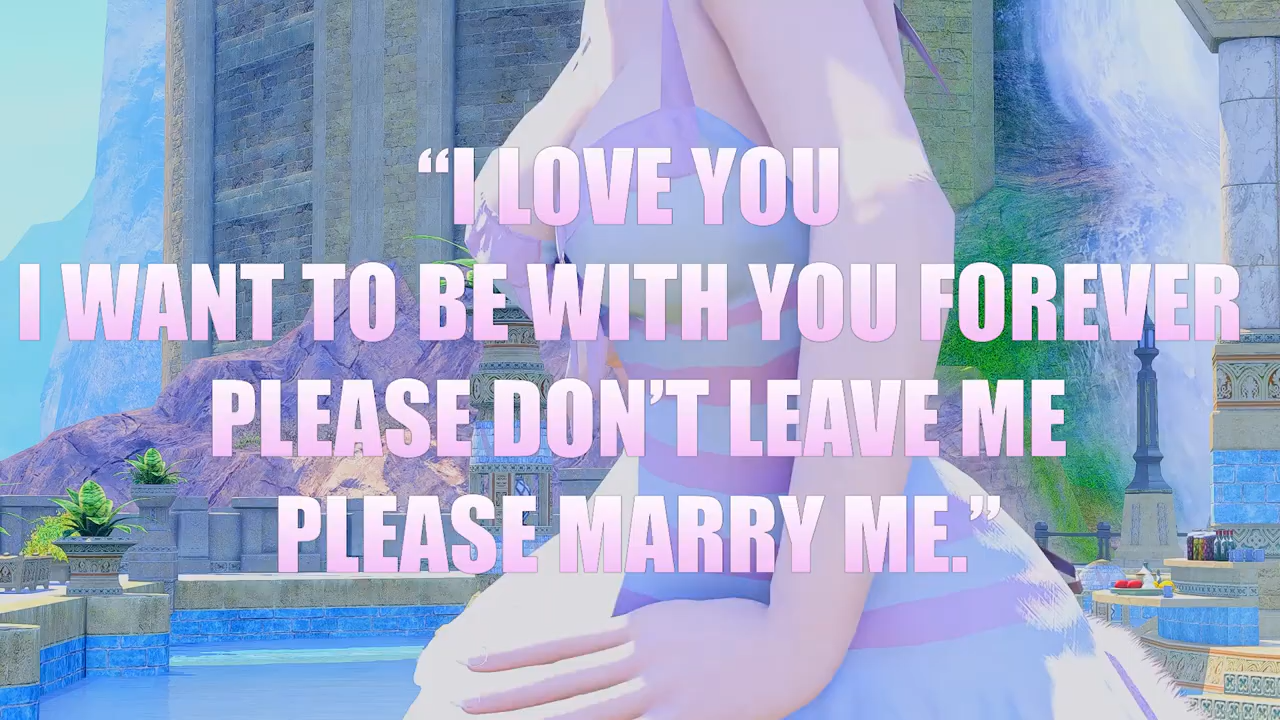 “I LOVE YOU
I WANT TO BE WITH YOU FOREVER
PLEASE DON’T LEAVE ME
PLEASE MARRY ME.”